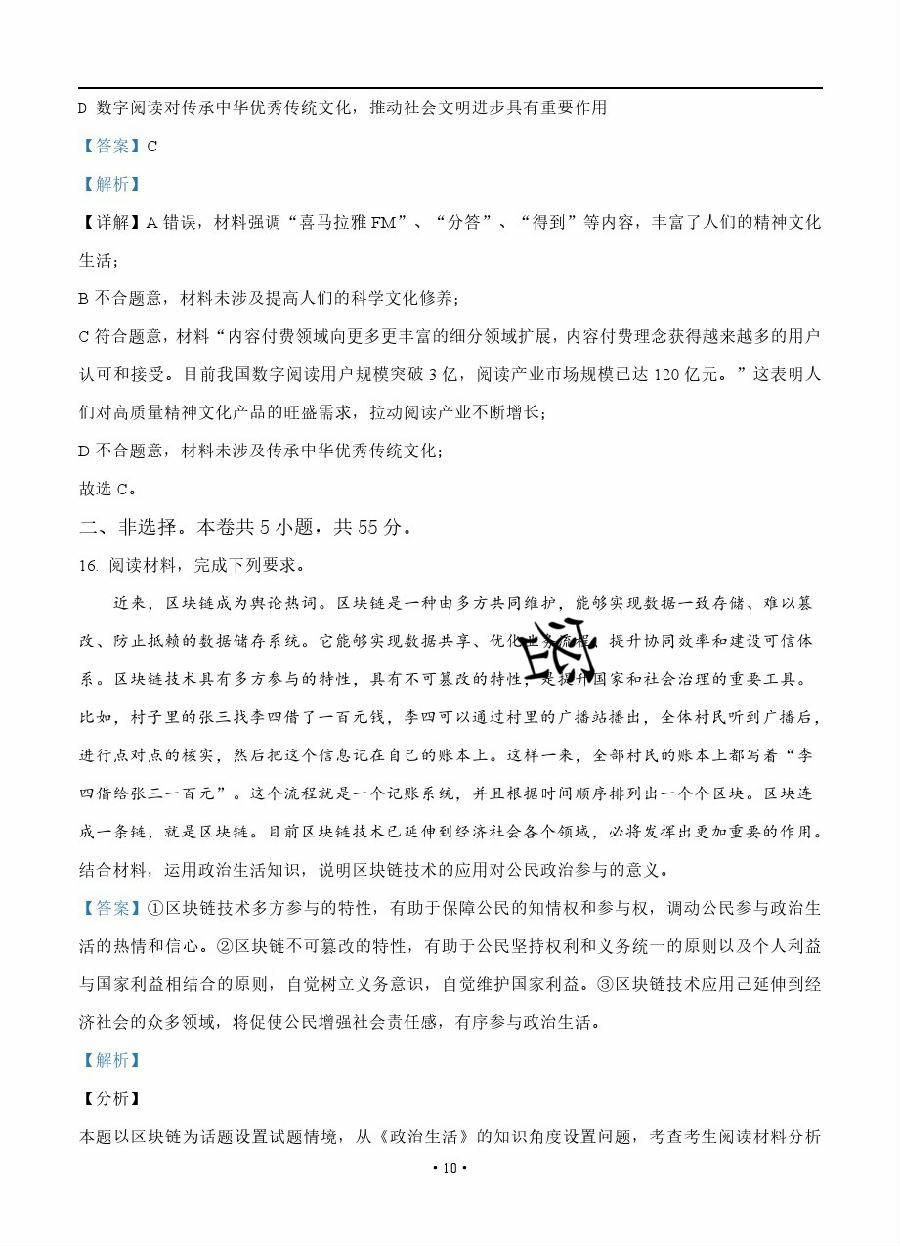 D 数字阅读对传承中华优秀传统文化，推动社会文明进步具有重要作用
【答案】C
【解析】
【详解】A 错误，材料强调“喜马拉雅 FM”、“分答”、“得到”等内容，丰富了人们的精神文化
生活；
B 不合题意，材料未涉及提高人们的科学文化修养；
C 符合题意，材料“内容付费领域向更多更丰富的细分领域扩展，内容付费理念获得越来越多的用户
认可和接受。目前我国数字阅读用户规模突破 3 亿，阅读产业市场规模已达 120 亿元。”这表明人
们对高质量精神文化产品的旺盛需求，拉动阅读产业不断增长；
D 不合题意，材料未涉及传承中华优秀传统文化；
故选 C。
二、非选择。本卷共 5 小题，共 55 分．
16. 阅读材料，完成下列要求。
近来，区块链成为舆论热词。区块链是一种由多方共同维护，能够实现数据一致存储、难以篡
改、防止抵赖的数据储存系统。它能够实现数据共享、优化业务流程、提升协同效率和建设可信体
系。区块链技术具有多方参与的特性，具有不可篡改的特性，是提升国家和社会治理的重要工具。
比如，村子里的张三找李四借了一百元钱，李四可以通过村里的广播站播出，全体村民听到广播后，
进行点对点的核实，然后把这个信息记在自己的账本上。这样一来，全部村民的账本上都写着“李
四借给张三一百元”。这个流程就是一个记账系统，并且根据时间顺序排列出一个个区块。区块连
成一条链，就是区块链。目前区块链技术已延伸到经济社会各个领域，必将发挥出更加重要的作用。
结合材料，运用政治生活知识，说明区块链技术的应用对公民政治参与的意义。
【答案】①区块链技术多方参与的特性，有助于保障公民的知情权和参与权，调动公民参与政治生
活的热情和信心。②区块链不可篡改的特性，有助于公民坚持权利和义务统一的原则以及个人利益
与国家利益相结合的原则，自觉树立义务意识，自觉维护国家利益。③区块链技术应用已延伸到经
济社会的众多领域，将促使公民增强社会责任感，有序参与政治生活。
【解析】
【分析】
本题以区块链为话题设置试题情境，从《政治生活》的知识角度设置问题，考查考生阅读材料分析
• 10 •